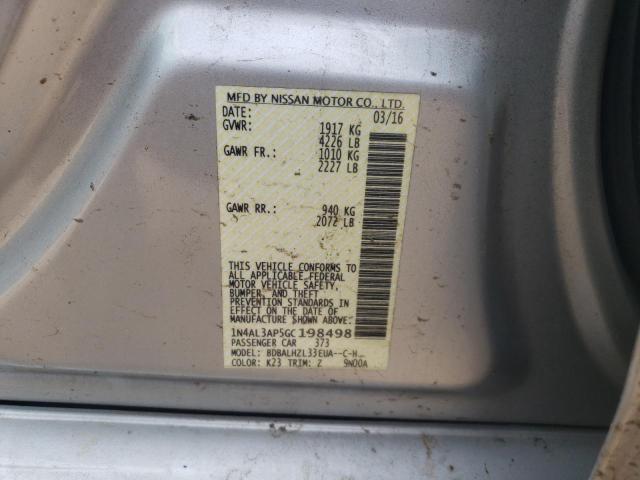 MFD BY NISSAN MOTOR CO., LTD.
DATE: 03/16
GVWR: 1917 KG
4226 LB
GAWR FR.: 1010 KG
2227 LB
GAWR RR.: 940 KG
2072 LB
THIS VEHICLE CONFORMS TO
ALL APPLICABLE FEDERAL
MOTOR VEHICLE SAFETY,
BUMPER, AND THEFT
PREVENTION STANDARDS IN
EFFECT ON THE DATE OF
MANUFACTURE SHOWN ABOVE.
1N4AL3AP5GC198498
PASSENGER CAR 373
MODEL: BDBALHZL33EUA--C-H
COLOR: K23 TRIM: Z 9N00A